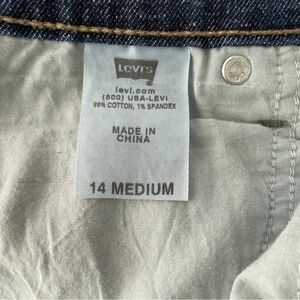 Levi's
levi.com
(800) USA-LEVI
99% COTTON, 1% SPANDEX
MADE IN
CHINA
14 MEDIUM